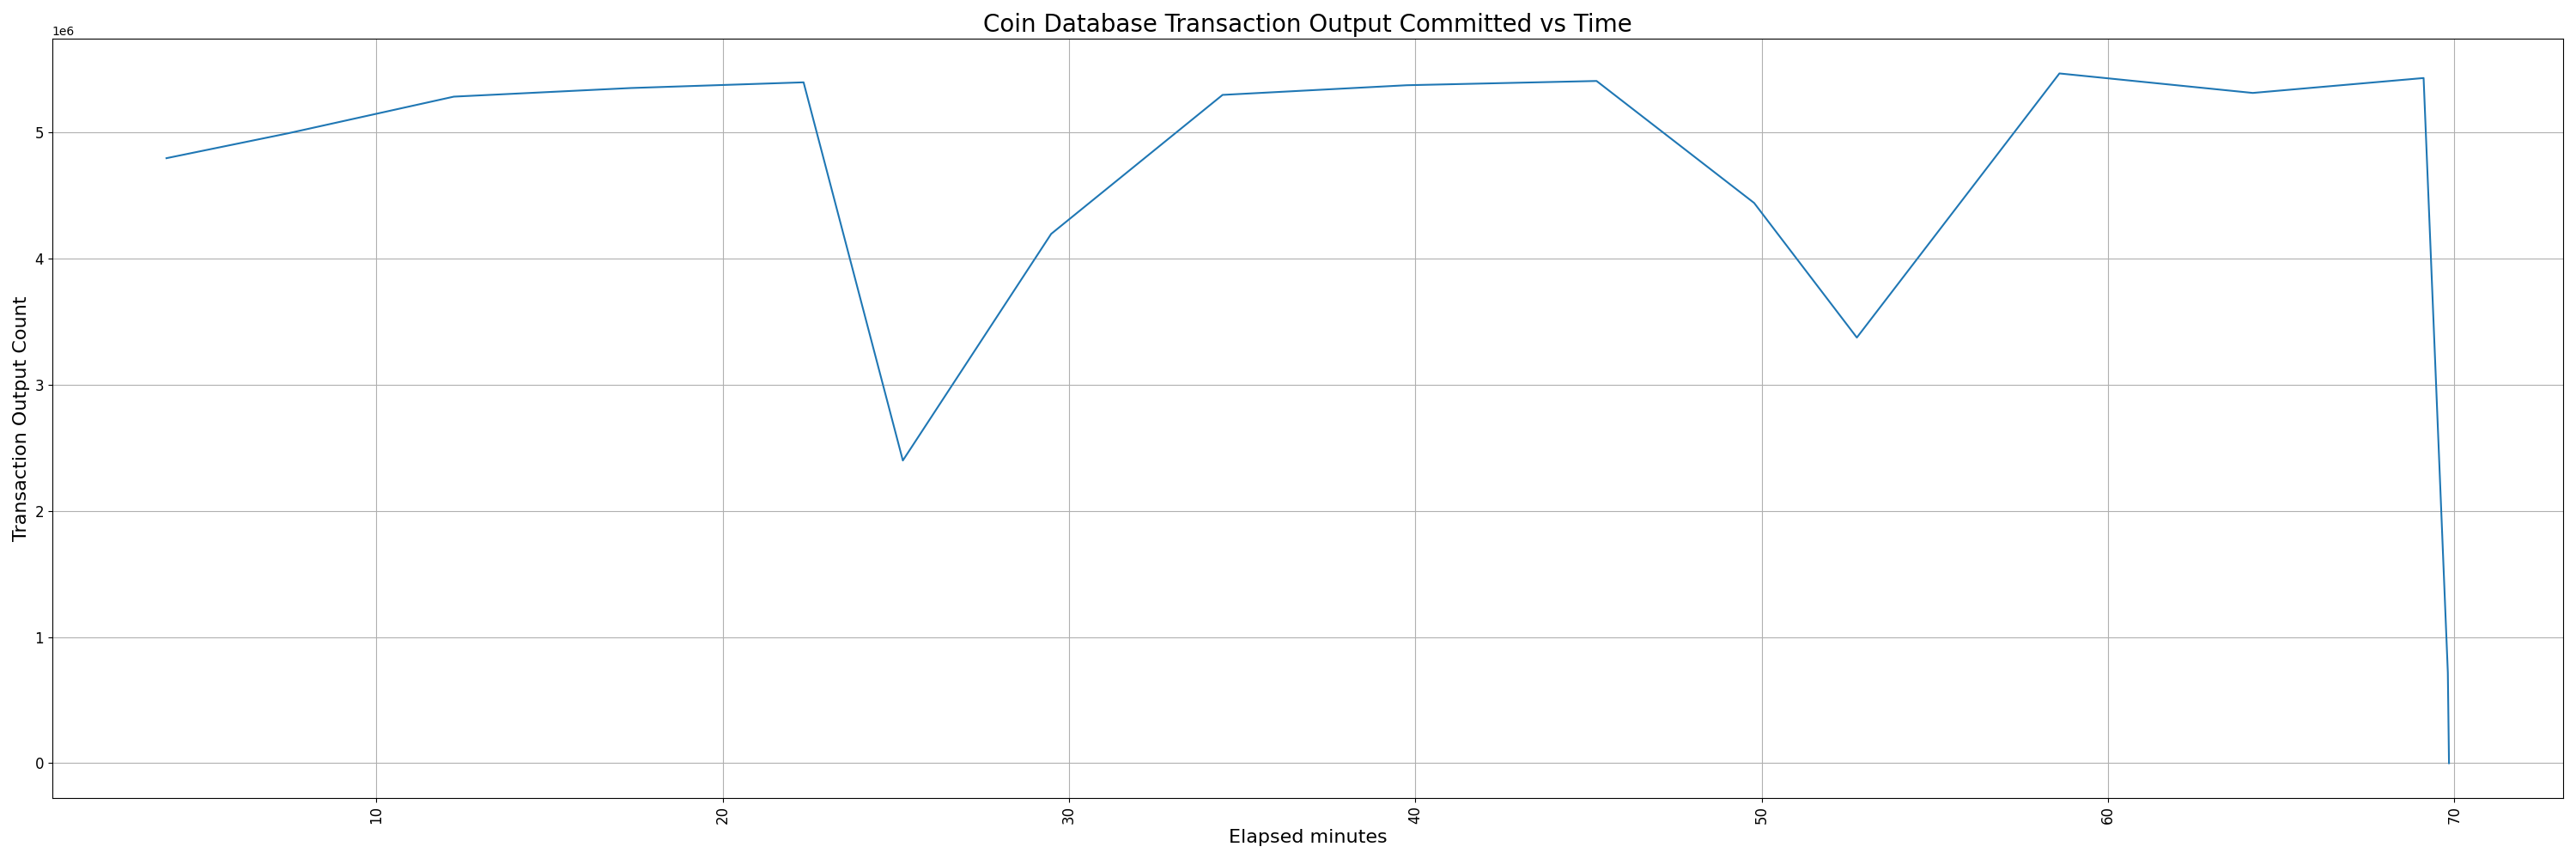 Coin Database Transaction Output Committed vs Time
1e6
5
4
3
2
1
0
Transaction Output Count
10 20 30 40 50 60 70
Elapsed minutes